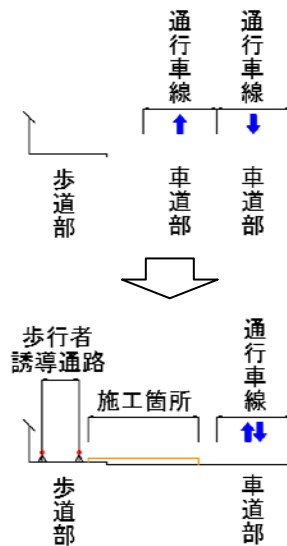 通行車線
通行車線
歩道部
車道部
車道部
歩行者
誘導通路
施工箇所
通行車線
歩道部
車道部